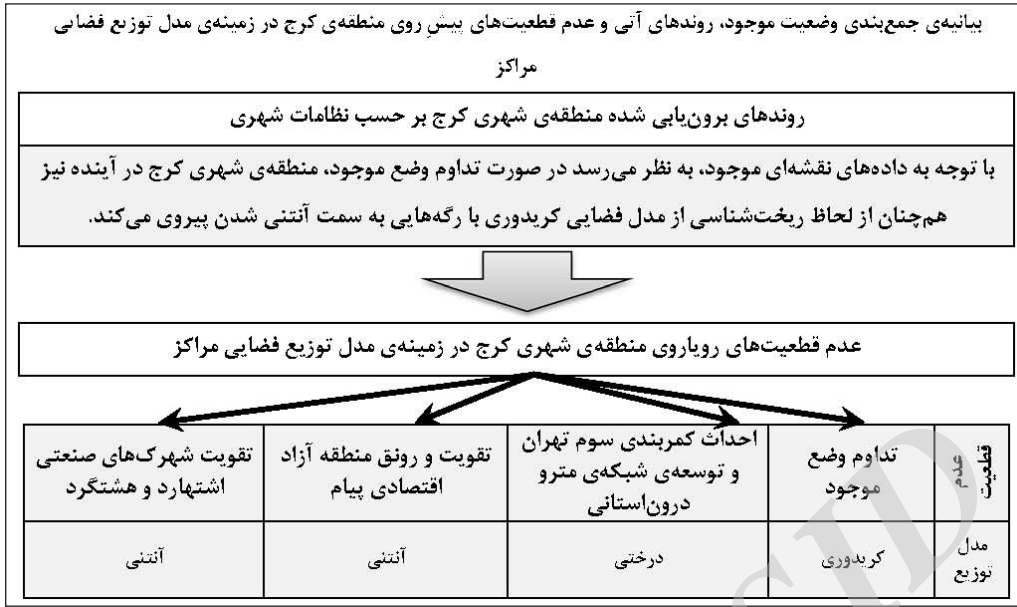 بیانیه‌ی جمع‌بندی وضعیت موجود، روندهای آتی و عدم قطعیت‌های پیشِ روی منطقه‌ی کرج در زمینه‌ی مدل توزیع فضائی
مراکز
روندهای برون‌یابی شده منطقه‌ی شهری کرج بر حسب نظامات شهری
با توجه به داده‌های نقشه‌ای موجود، به نظر می‌رسد در صورت تداوم وضع موجود، منطقه‌ی شهری کرج در آینده نیز
هم‌چنان از لحاظ ریخت‌شناسی از مدل فضایی کریدوری با رگه‌هایی به سمت آنتنی شدن پیروی می‌کند.
عدم قطعیت‌های رویاروی منطقه‌ی شهری کرج در زمینه‌ی مدل توزیع فضایی مراکز
عدم
قطعیت
تداوم وضع
موجود
احداث کمربندی سوم تهران
و توسعه‌ی شبکه‌ی مترو
درون‌استانی
تقویت و رونق منطقه آزاد
اقتصادی پیام
تقویت شهرک‌های صنعتی
اشتهارد و هشتگرد
مدل
توزیع
کریدوری
درختی
آنتنی
آنتنی
SID